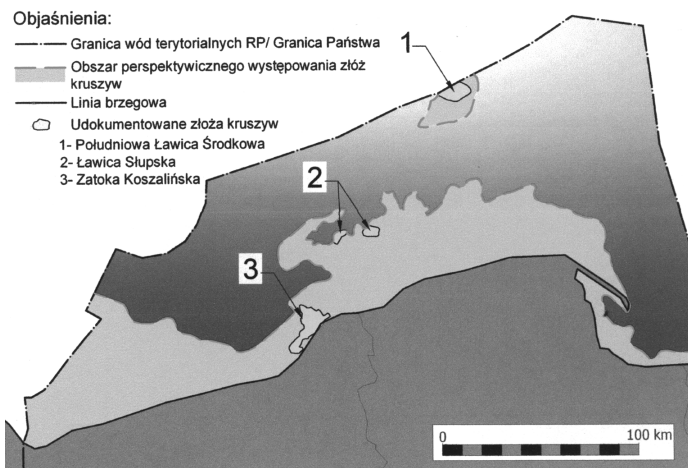 Objaśnienia:
Granica wód terytorialnych RP/ Granica Państwa
Obszar perspektywicznego występowania złóż
kruszyw
Linia brzegowa
Udokumentowane złoża kruszyw
1- Południowa Ławica Środkowa
2- Ławica Słupska
3- Zatoka Koszalińska
1
2
3
0 100 km